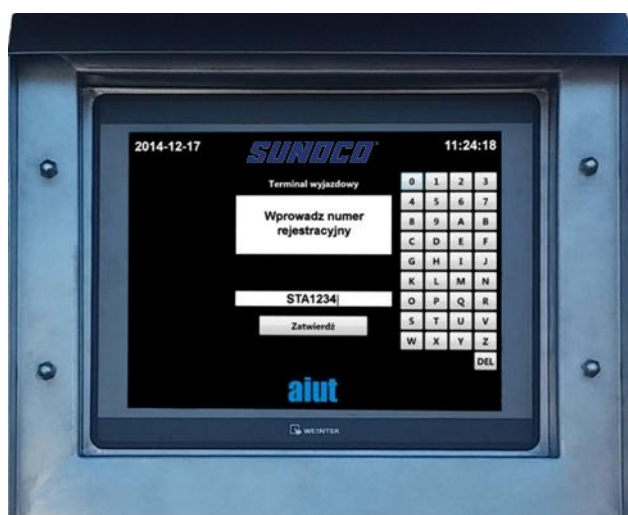 2014-12-17
SUNOCO
11:24:18
Terminal wyjazdowy
Wprowadz numer
rejestracyjny
STA1234
Zatwierdź
0 1 2 3
4 5 6 7
8 9 A B
C D E F
G H I J
K L M N
O P Q R
S T U V
W X Y Z
DEL
aiut
WEINTEK